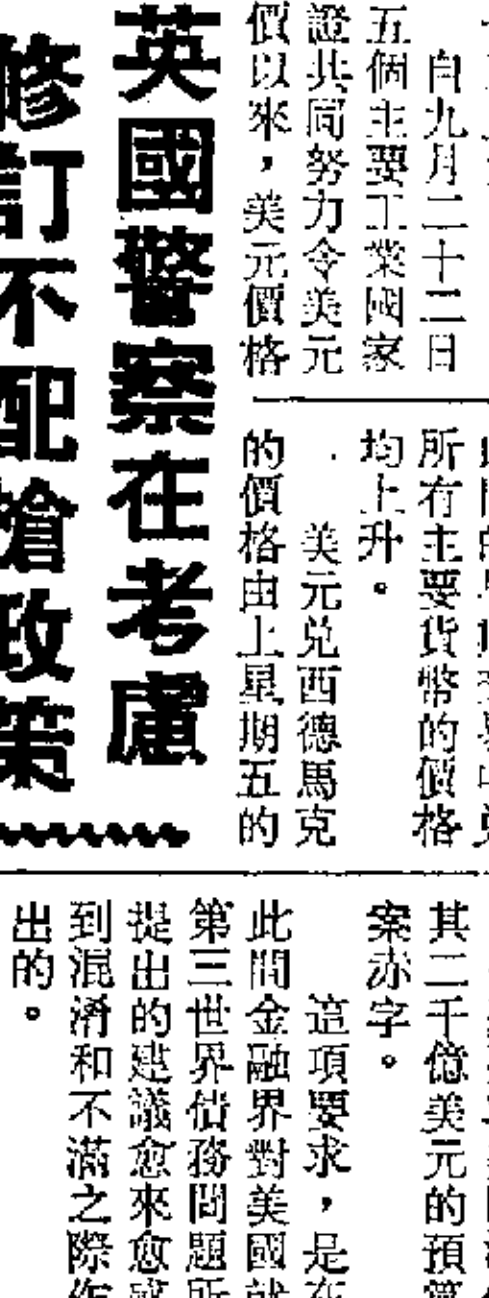 自九月二十二日
五個主要工業國家
證共同努力令美元
價以來，美元價格
所有主要貨幣的價格
均上升。
美元兌西德馬克
的價格由上星期五的
英國警察在考慮
修訂不配槍政策
其二千億美元的預算
案赤字。
這項要求，是在
此間金融界對美國就
第三世界債務問題所
提出的建議愈來愈感
到混淆和不滿之際作
出的。